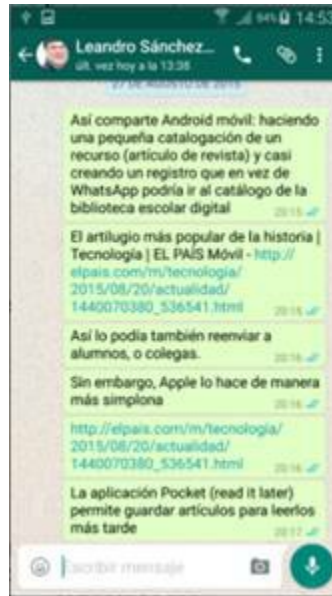 14:53
Leandro Sánchez...
últ. vez hoy a la 13:38
27 DE AGOSTO DE 2015
Así comparte Android móvil: haciendo
una pequeña catalogación de un
recurso (artículo de revista) y casi
creando un registro que en vez de
WhatsApp podría ir al catálogo de la
biblioteca escolar digital
20:15
El artilugio más popular de la historia |
Tecnología | EL PAÍS Móvil - http://
elpais.com/m/tecnologia/
2015/08/20/actualidad/
1440070380_536541.html
20:15
Así lo podía también reenviar a
alumnos, o colegas.
20:16
Sin embargo, Apple lo hace de manera
más simplona
20:16
http://elpais.com/m/tecnologia/
2015/08/20/actualidad/
1440070380_536541.html
20:16
La aplicación Pocket (read it later)
permite guardar artículos para leerlos
más tarde
20:17
Escribir mensaje